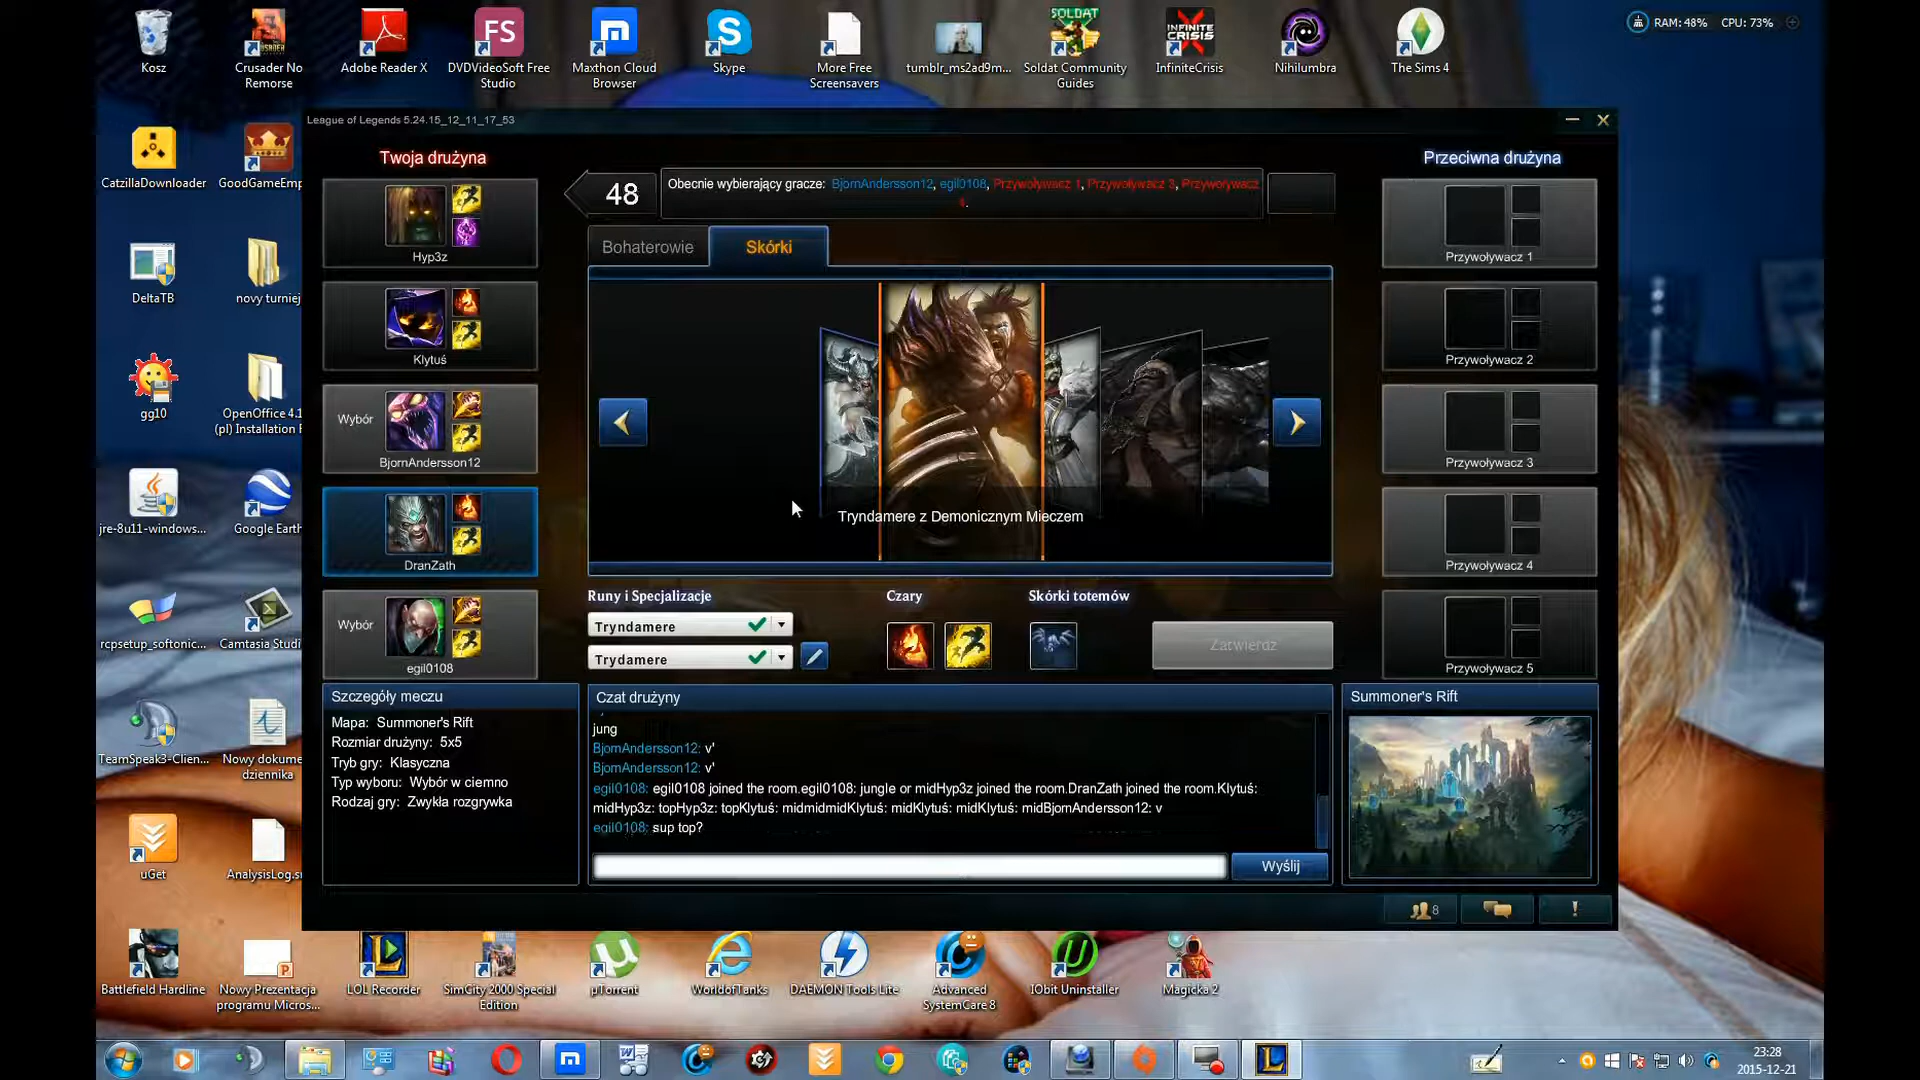 RAM: 48% CPU: 73%
Kosz
Crusader No
Remorse
Adobe Reader X
FS
DVDVideoSoft Free
Studio
Maxthon Cloud
Browser
Skype
More Free
Screensavers
tumblr_ms2ad9m...
SOLDAT
Soldat Community
Guides
INFINITE
CRISIS
InfiniteCrisis
Nihilumbra
The Sims 4
CatzillaDownloader
GoodGameEmp
DeltaTB
novy turniej
gg10
OpenOffice 4.1
(pl) Installation F
jre-8u11-windows...
Google Earth
rcpsetup_softonic...
Camtasia Studi
TeamSpeak3-Clien...
Nowy dokume
dziennika
uGet
AnalysisLog.s
League of Legends 5.24.15_12_11_17_53
Twoja drużyna
Przeciwna drużyna
48
Obecnie wybierający gracze: BjornAndersson12, egil0108, Przywoływacz 1, Przywoływacz 3, Przywoływacz
Bohaterowie
Skórki
Hyp3z
Klytuś
Wybór
BjornAndersson12
DranZath
Wybór
egil0108
Tryndamere z Demonicznym Mieczem
Przywoływacz 1
Przywoływacz 2
Przywoływacz 3
Przywoływacz 4
Przywoływacz 5
Runy i Specjalizacje
Czary
Skórki totemów
Tryndamere
Trydamere
Zatwierdź
Szczegóły meczu
Mapa: Summoner's Rift
Rozmiar drużyny: 5x5
Tryb gry: Klasyczna
Typ wyboru: Wybór w ciemno
Rodzaj gry: Zwykła rozgrywka
Czat drużyny
jung
BjornAndersson12: v'
BjornAndersson12: v'
egil0108: egil0108 joined the room.egil0108: jungle or midHyp3z joined the room.DranZath joined the room.Klytuś:
midHyp3z: topHyp3z: topKlytuś: midmidmidKlytuś: midKlytuś: midKlytuś: midBjornAndersson12: v
egil0108: sup top?
Wyślij
Summoner's Rift
8
Battlefield Hardline
Nowy Prezentacja
programu Micros...
LOL Recorder
SimCity 2000 Special
Edition
µTorrent
WorldofTanks
DAEMON Tools Lite
Advanced
SystemCare 8
IObit Uninstaller
Magicka 2
23:28
2015-12-21